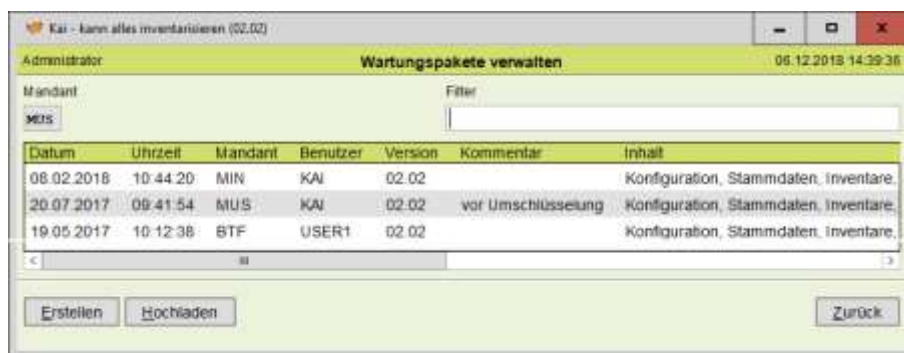 Kai - kann alles inventarisieren (02.02)
Administrator Wartungspakete verwalten 06.12.2018 14:39:36
Mandant Filter
MUS
Datum Uhrzeit Mandant Benutzer Version Kommentar Inhalt
08.02.2018 10:44:20 MIN KAI 02.02 Konfiguration, Stammdaten, Inventare,
20.07.2017 09:41:54 MUS KAI 02.02 vor Umschlüsselung Konfiguration, Stammdaten, Inventare,
19.05.2017 10:12:38 BTF USER1 02.02 Konfiguration, Stammdaten, Inventare,
Erstellen Hochladen Zurück